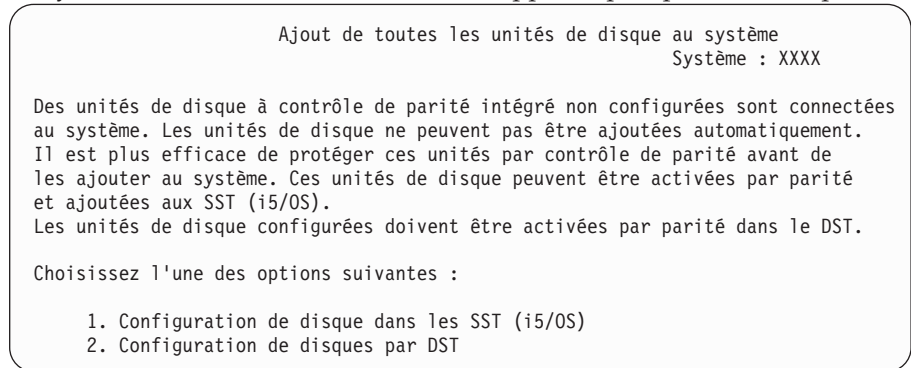 Ajout de toutes les unités de disque au système
Système : XXXX
Des unités de disque à contrôle de parité intégré non configurées sont connectées
au système. Les unités de disque ne peuvent pas être ajoutées automatiquement.
Il est plus efficace de protéger ces unités par contrôle de parité avant de
les ajouter au système. Ces unités de disque peuvent être activées par parité
et ajoutées aux SST (i5/OS).
Les unités de disque configurées doivent être activées par parité dans le DST.
Choisissez l'une des options suivantes :
1. Configuration de disque dans les SST (i5/OS)
2. Configuration de disques par DST